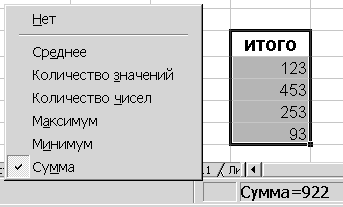 Нет
Среднее
Количество значений
Количество чисел
Максимум
Минимум
Сумма
итого
123
453
253
93
Сумма=922